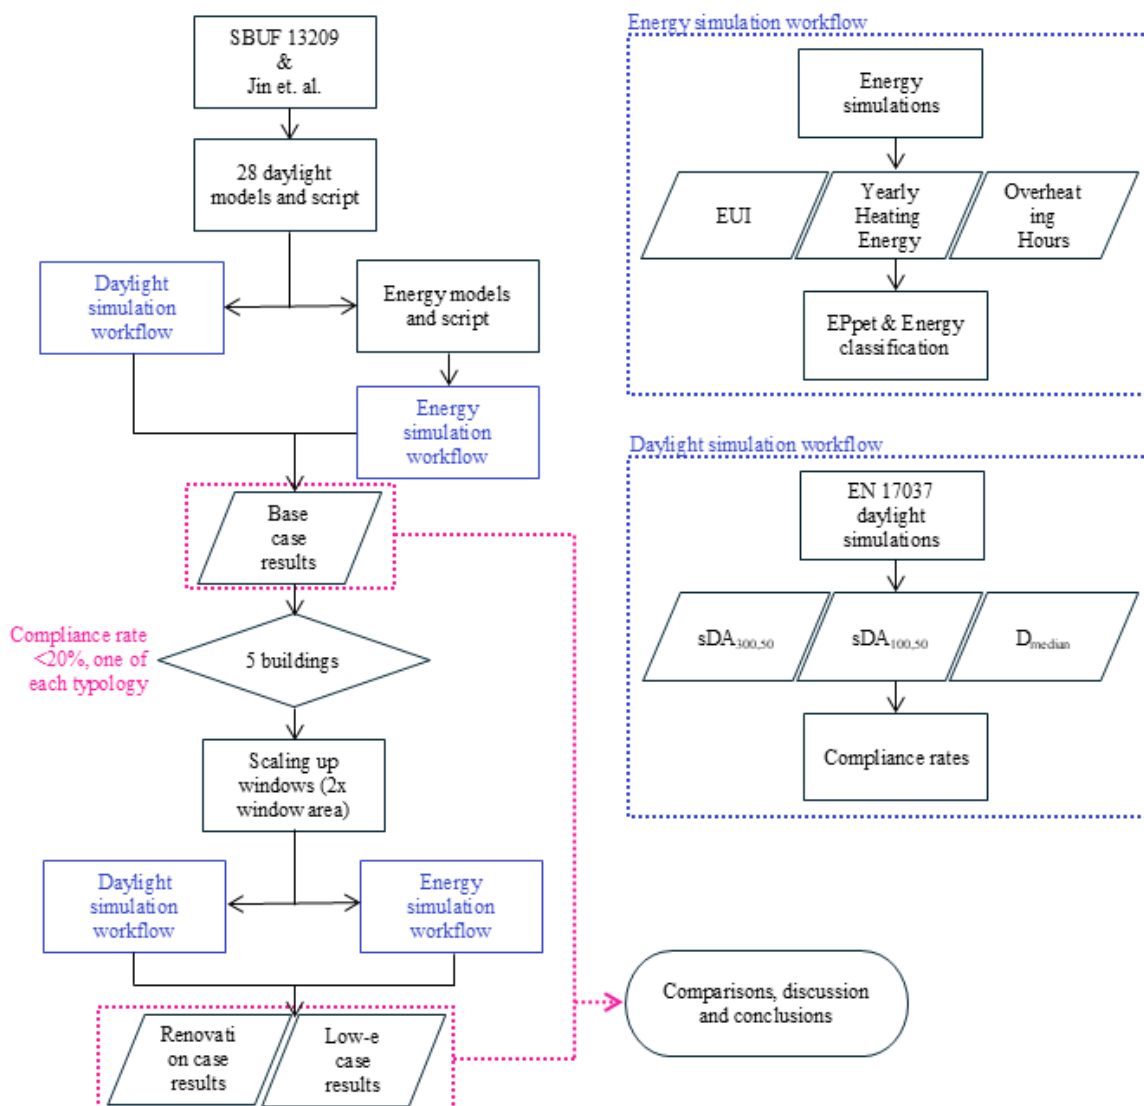 SBUF 13209
&
Jin et. al.
28 daylight
models and script
Daylight
simulation
workflow
Energy models
and script
Energy
simulation
workflow
Base
case
results
Compliance rate
<20%, one of
each typology
5 buildings
Scaling up
windows (2x
window area)
Daylight
simulation
workflow
Energy
simulation
workflow
Renovati
on case
results
Low-e
case
results
Energy simulation workflow
Energy
simulations
EUI
Yearly
Heating
Energy
Overheat
ing
Hours
EPpet & Energy
classification
Daylight simulation workflow
EN 17037
daylight
simulations
sDA300,50
sDA100,50
Dmedian
Compliance rates
Comparisons, discussion
and conclusions